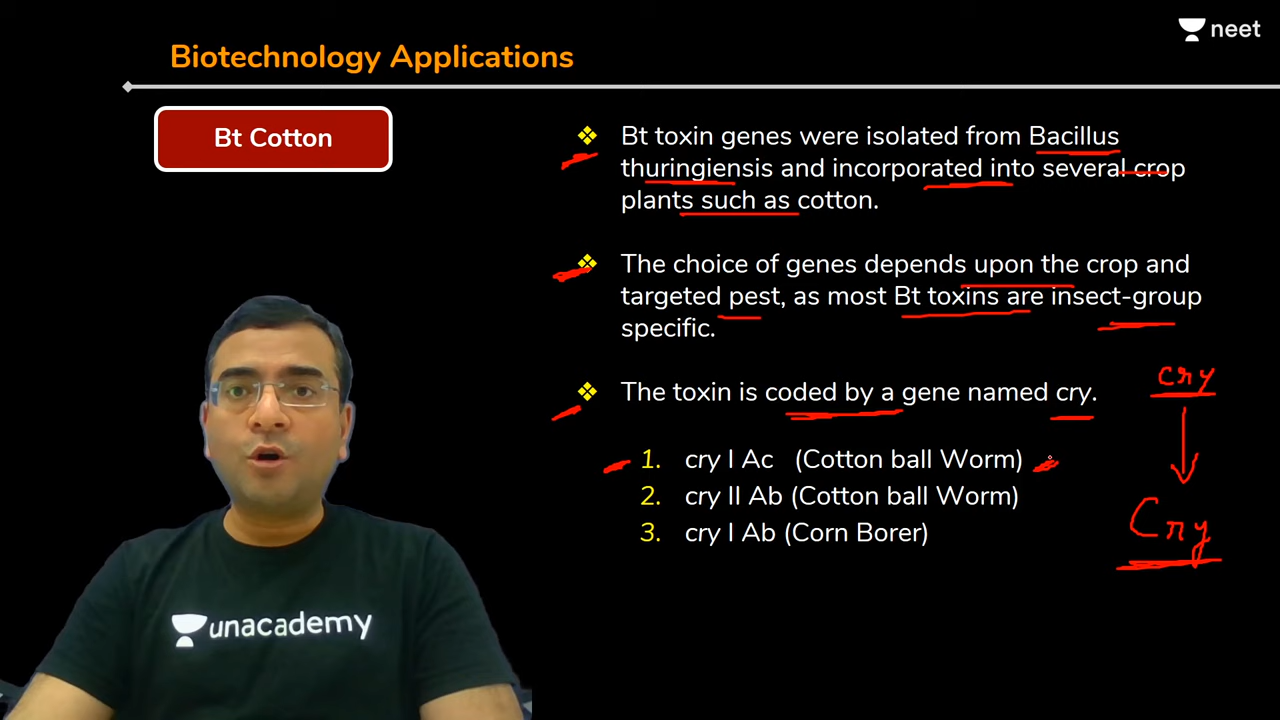 neet
Biotechnology Applications
Bt Cotton
❖ Bt toxin genes were isolated from Bacillus
thuringiensis and incorporated into several crop
plants such as cotton.
❖ The choice of genes depends upon the crop and
targeted pest, as most Bt toxins are insect-group
specific.
❖ The toxin is coded by a gene named cry.
cry
1. cry I Ac (Cotton ball Worm)
2. cry II Ab (Cotton ball Worm)
3. cry I Ab (Corn Borer)
Cry
unacademy